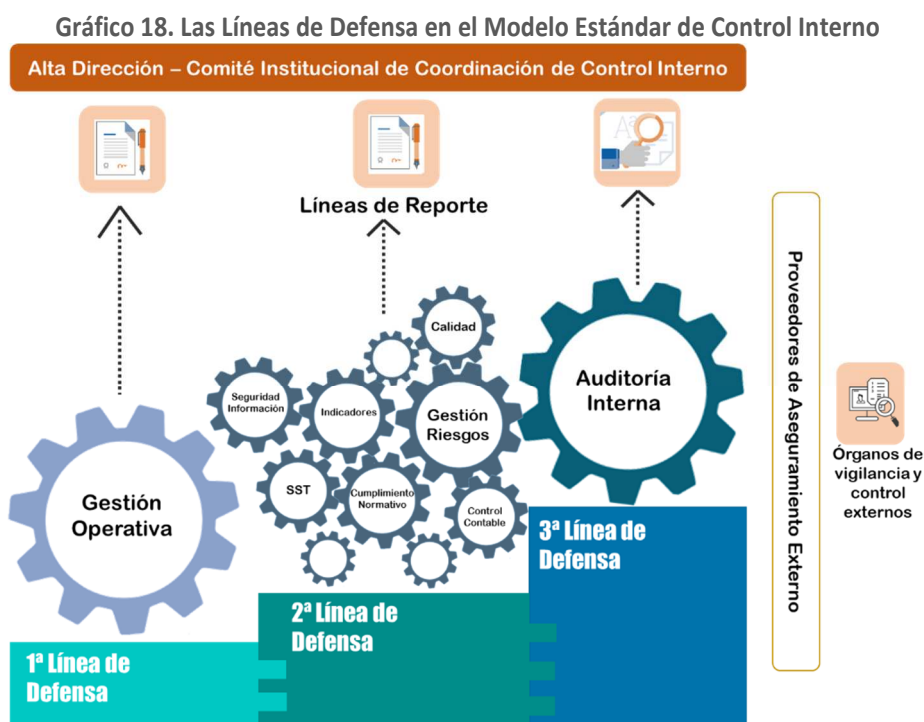 Gráfico 18. Las Líneas de Defensa en el Modelo Estándar de Control Interno
Alta Dirección – Comité Institucional de Coordinación de Control Interno
Líneas de Reporte
Gestión
Operativa
Calidad
Seguridad
Información
Indicadores
Gestión
Riesgos
SST
Cumplimiento
Normativo
Control
Contable
Auditoría
Interna
1ª Línea de
Defensa
2ª Línea de
Defensa
3ª Línea de
Defensa
Proveedores de Aseguramiento Externo
Órganos de
vigilancia y
control
externos